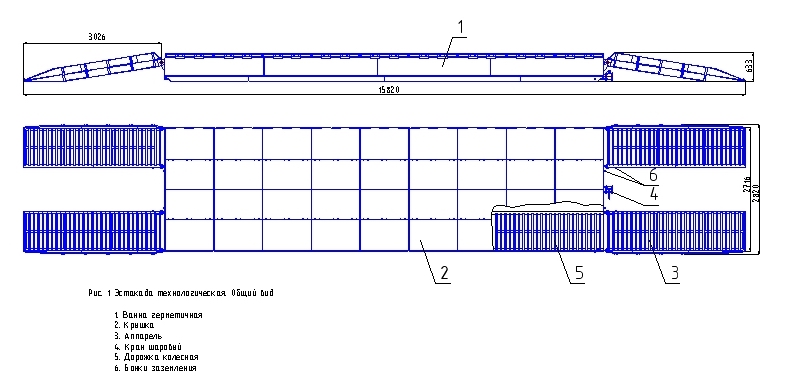 1
3026
633
15820
6
4
2716
2820
2
5
3
Рис. 1 Эстакада технологическая. Общий вид
1 Ванна герметичная
2. Крышка
3. Аппарель
4. Кран шаровый
5. Дорожка колесная
6. Бонки заземления